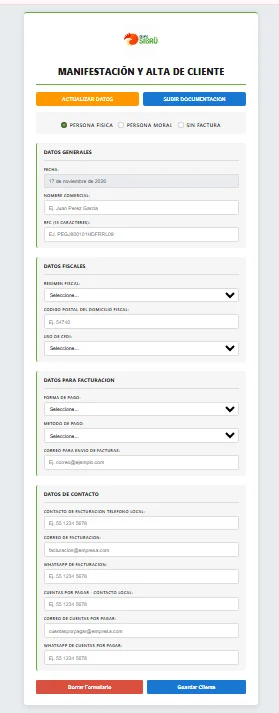 MANIFESTACIÓN Y ALTA DE CLIENTE
ACTUALIZAR DATOS
SUBIR DOCUMENTACION
PERSONA FISICA PERSONA MORAL SIN FACTURA
DATOS GENERALES
FECHA:
17 de noviembre de 2020
NOMBRE COMERCIAL:
Ej. Juan Perez Garcia
RFC (13 CARACTERES):
DATOS FISCALES
REGIMEN FISCAL:
Seleccione...
CODIGO POSTAL DEL DOMICILIO FISCAL:
Ej. 54740
USO DE CFDI:
Seleccione...
DATOS PARA FACTURACION
FORMA DE PAGO:
Seleccione...
METODO DE PAGO:
Seleccione...
CORREO PARA ENVIO DE FACTURAS:
Ej. correo@ejemplo.com
DATOS DE CONTACTO
CONTACTO DE FACTURACION TELEFONO LOCAL:
Ej. 55 1234 5678
CORREO DE FACTURACION:
facturacion@empresa.com
WHATSAPP DE FACTURACION:
Ej. 55 1234 5678
CUENTAS POR PAGAR - CONTACTO LOCAL:
Ej. 55 1234 5678
CORREO DE CUENTAS POR PAGAR:
cuentasporpagar@empresa.com
WHATSAPP DE CUENTAS POR PAGAR:
Ej. 55 1234 5678
Borrar Formulario
Guardar Cliente